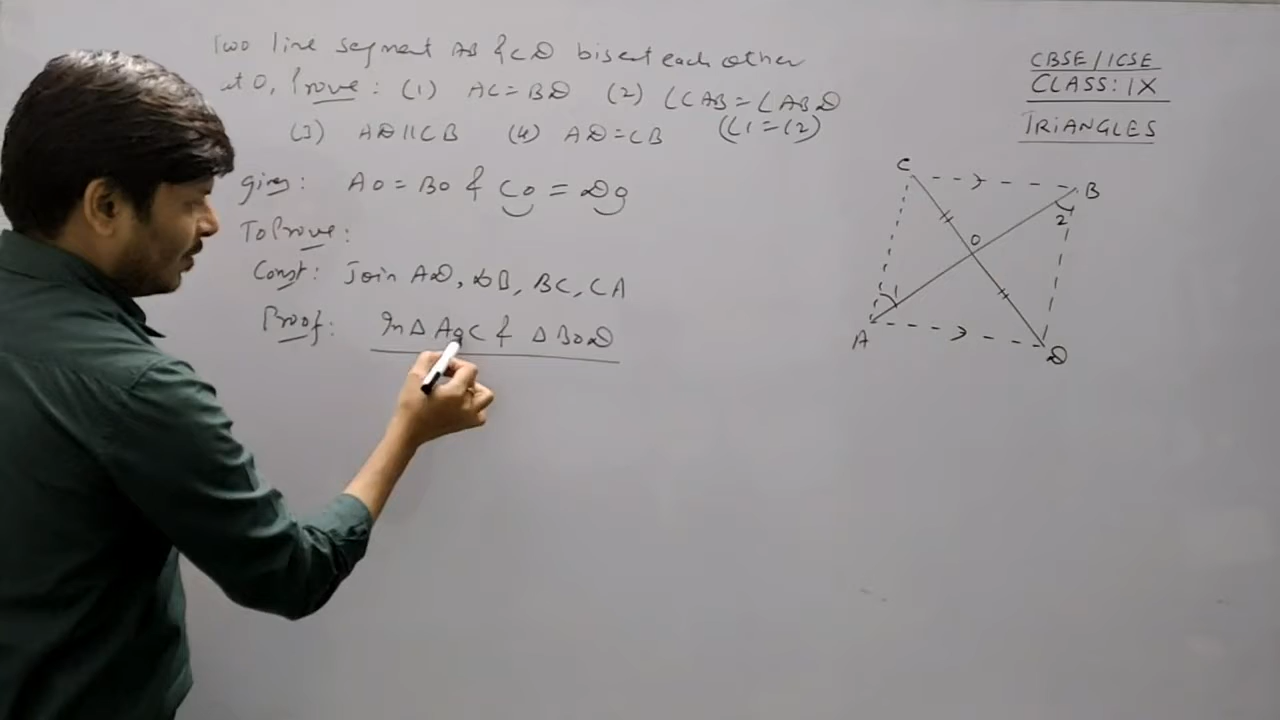 Two line segment AB & CD bisect each other
at O, Prove: (1) AC = BD (2) ∠CAB = ∠ABD
(3) AD || CB (4) AD = CB (∠1 = ∠2)
given: AO = BO & CO = DO
To Prove:
Const: Join AD, DB, BC, CA
Proof: In Δ AOC & Δ BOD
CBSE/ICSE
CLASS: IX
TRIANGLES
C
B
2
O
1
A
D